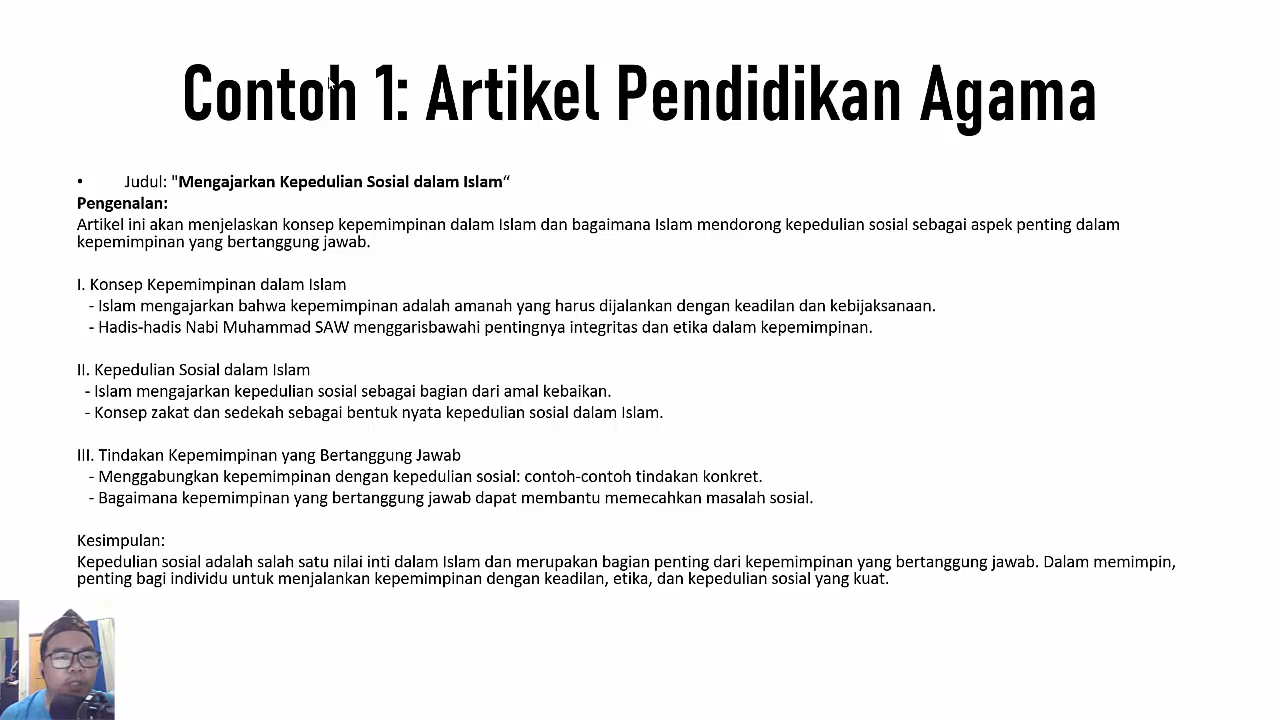 Contoh 1: Artikel Pendidikan Agama
• Judul: "Mengajarkan Kepedulian Sosial dalam Islam“
Pengenalan:
Artikel ini akan menjelaskan konsep kepemimpinan dalam Islam dan bagaimana Islam mendorong kepedulian sosial sebagai aspek penting dalam
kepemimpinan yang bertanggung jawab.
I. Konsep Kepemimpinan dalam Islam
- Islam mengajarkan bahwa kepemimpinan adalah amanah yang harus dijalankan dengan keadilan dan kebijaksanaan.
- Hadis-hadis Nabi Muhammad SAW menggarisbawahi pentingnya integritas dan etika dalam kepemimpinan.
II. Kepedulian Sosial dalam Islam
- Islam mengajarkan kepedulian sosial sebagai bagian dari amal kebaikan.
- Konsep zakat dan sedekah sebagai bentuk nyata kepedulian sosial dalam Islam.
III. Tindakan Kepemimpinan yang Bertanggung Jawab
- Menggabungkan kepemimpinan dengan kepedulian sosial: contoh-contoh tindakan konkret.
- Bagaimana kepemimpinan yang bertanggung jawab dapat membantu memecahkan masalah sosial.
Kesimpulan:
Kepedulian sosial adalah salah satu nilai inti dalam Islam dan merupakan bagian penting dari kepemimpinan yang bertanggung jawab. Dalam memimpin,
penting bagi individu untuk menjalankan kepemimpinan dengan keadilan, etika, dan kepedulian sosial yang kuat.